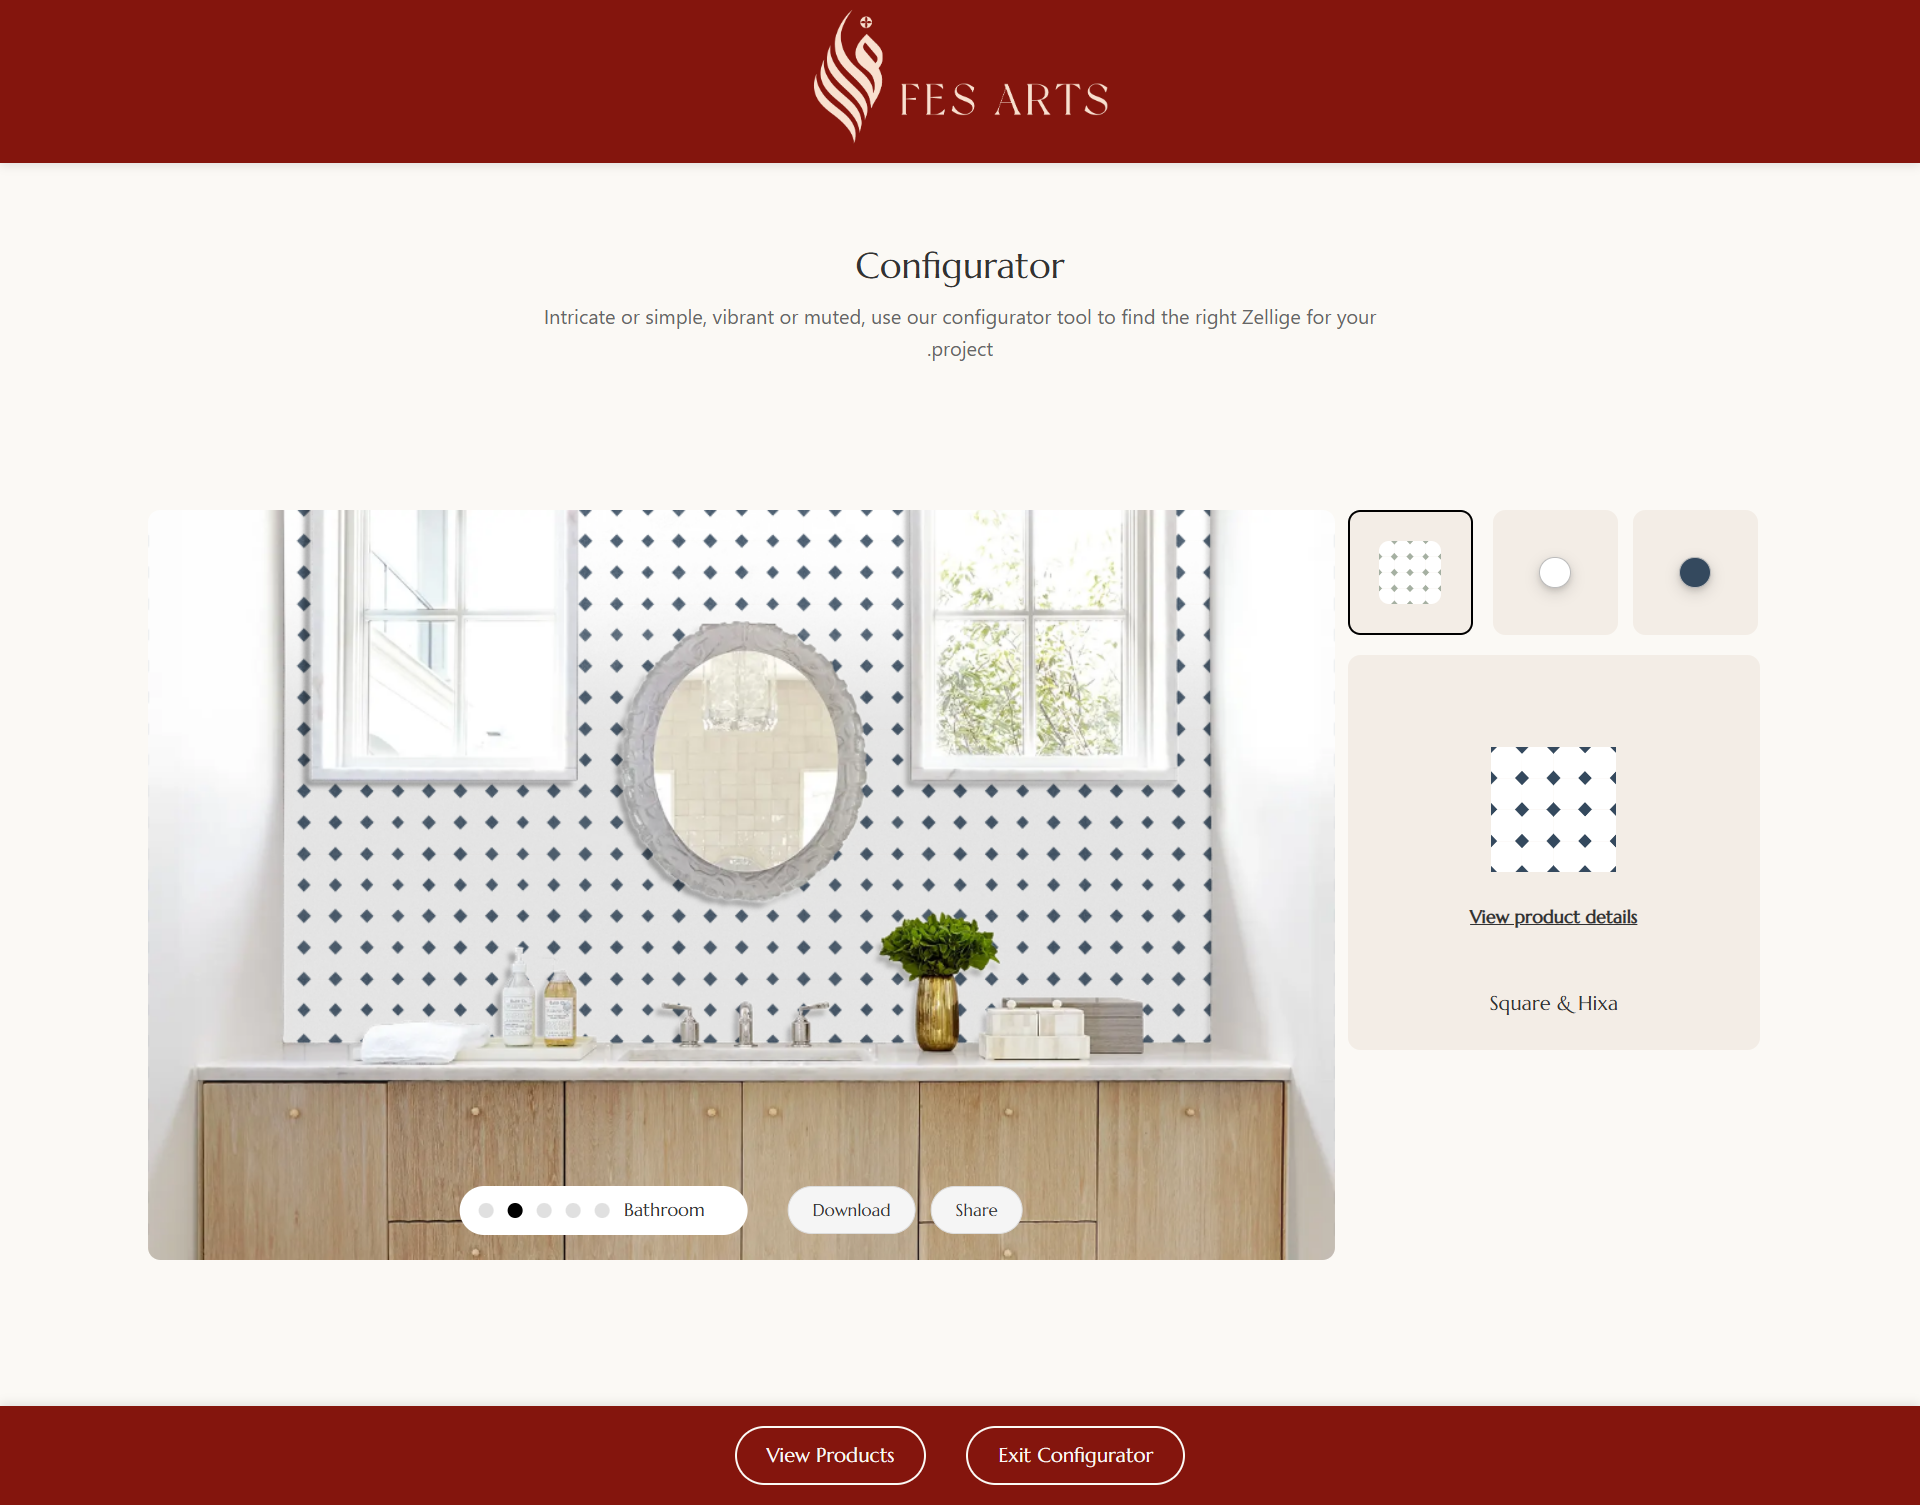 FES ARTS
Configurator
Intricate or simple, vibrant or muted, use our configurator tool to find the right Zellige for your
.project
View product details
Square & Hixa
Bathroom
Download
Share
View Products
Exit Configurator